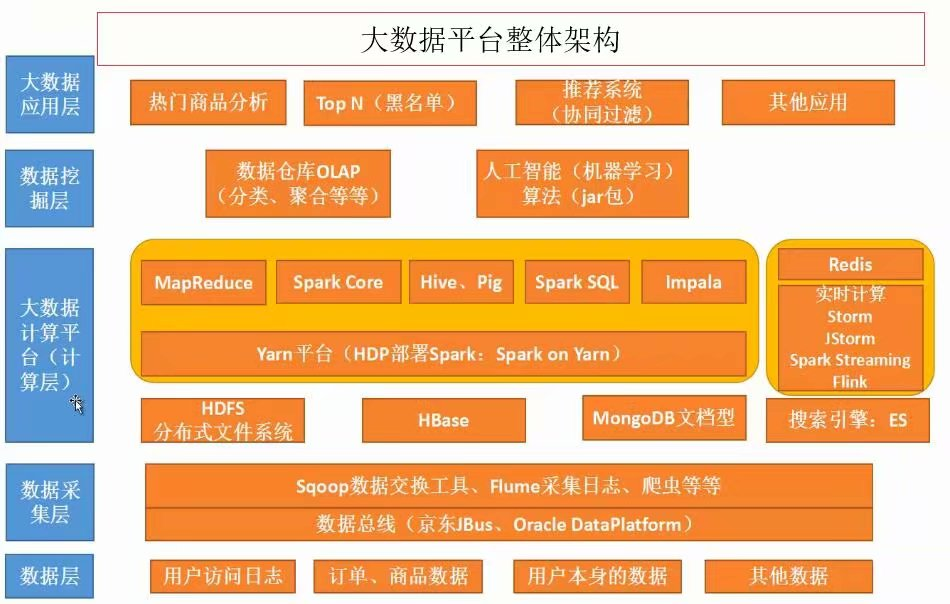 大数据平台整体架构
大数据
应用层
热门商品分析
Top N（黑名单）
推荐系统
（协同过滤）
其他应用
数据挖
掘层
数据仓库OLAP
（分类、聚合等等）
人工智能（机器学习）
算法（jar包）
大数据
计算平
台（计
算层）
MapReduce
Spark Core
Hive、Pig
Spark SQL
Impala
Yarn平台（HDP部署Spark：Spark on Yarn）
Redis
实时计算
Storm
JStorm
Spark Streaming
Flink
HDFS
分布式文件系统
HBase
MongoDB文档型
搜索引擎：ES
数据采
集层
Sqoop数据交换工具、Flume采集日志、爬虫等等
数据总线（京东JBus、Oracle DataPlatform）
数据层
用户访问日志
订单、商品数据
用户本身的数据
其他数据